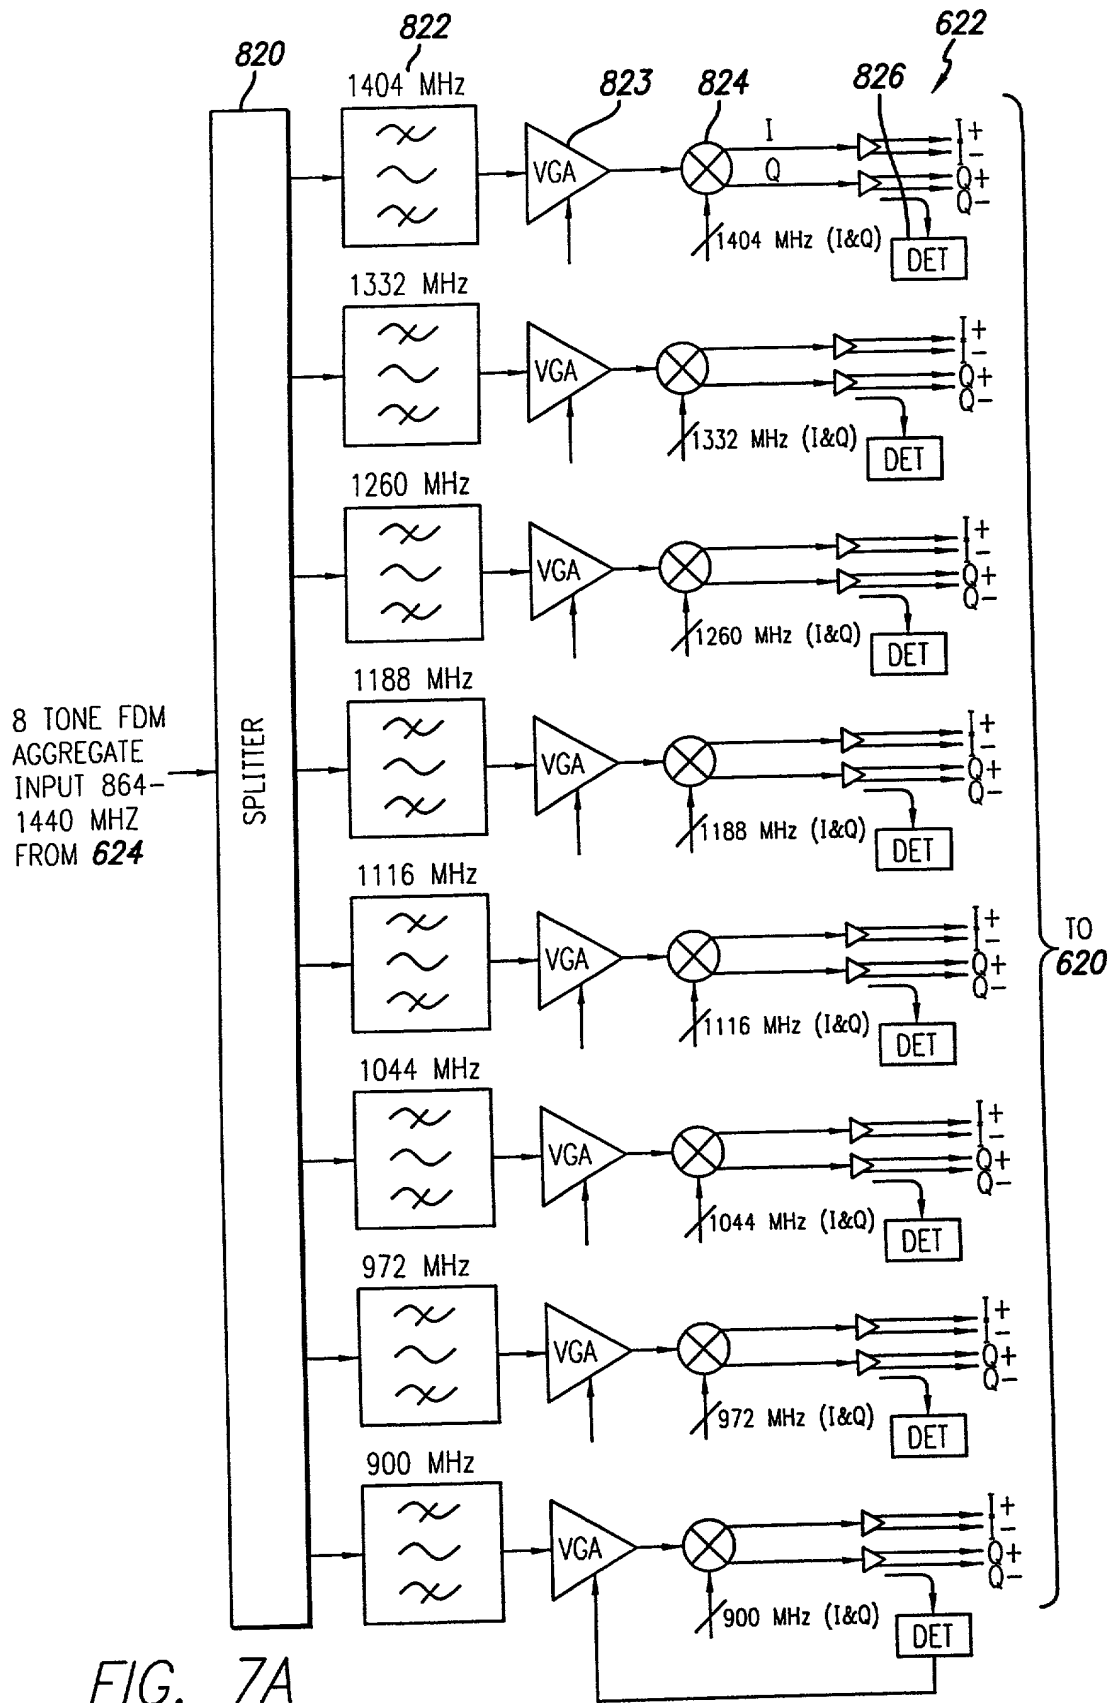 822
622
820
1404 MHz
823
824
826
I
Q
VGA
I+
I-
Q+
Q-
1404 MHz (I&Q)
DET
1332 MHz
VGA
I+
I-
Q+
Q-
1332 MHz (I&Q)
DET
1260 MHz
VGA
I+
I-
Q+
Q-
1260 MHz (I&Q)
DET
1188 MHz
8 TONE FDM
AGGREGATE
INPUT 864-
1440 MHZ
FROM 624
SPLITTER
VGA
I+
I-
Q+
Q-
1188 MHz (I&Q)
DET
1116 MHz
VGA
I+
I-
Q+
Q-
1116 MHz (I&Q)
DET
TO
620
1044 MHz
VGA
I+
I-
Q+
Q-
1044 MHz (I&Q)
DET
972 MHz
VGA
I+
I-
Q+
Q-
972 MHz (I&Q)
DET
900 MHz
VGA
I+
I-
Q+
Q-
900 MHz (I&Q)
DET
FIG. 7A